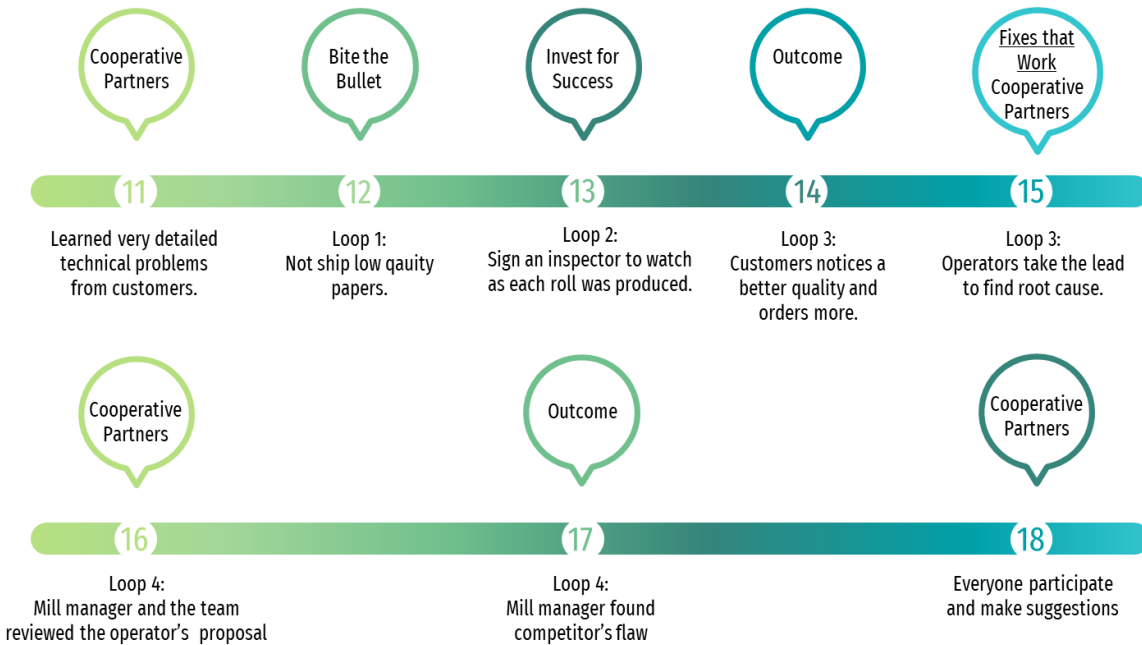 Cooperative
Partners
Bite the
Bullet
Invest for
Success
Outcome
Fixes that
Work
Cooperative
Partners
11
12
13
14
15
Learned very detailed
technical problems
from customers.
Loop 1:
Not ship low qauity
papers.
Loop 2:
Sign an inspector to watch
as each roll was produced.
Loop 3:
Customers notices a
better quality and
orders more.
Loop 3:
Operators take the lead
to find root cause.
Cooperative
Partners
Outcome
Cooperative
Partners
16
17
18
Loop 4:
Mill manager and the team
reviewed the operator's proposal
Loop 4:
Mill manager found
competitor's flaw
Everyone participate
and make suggestions